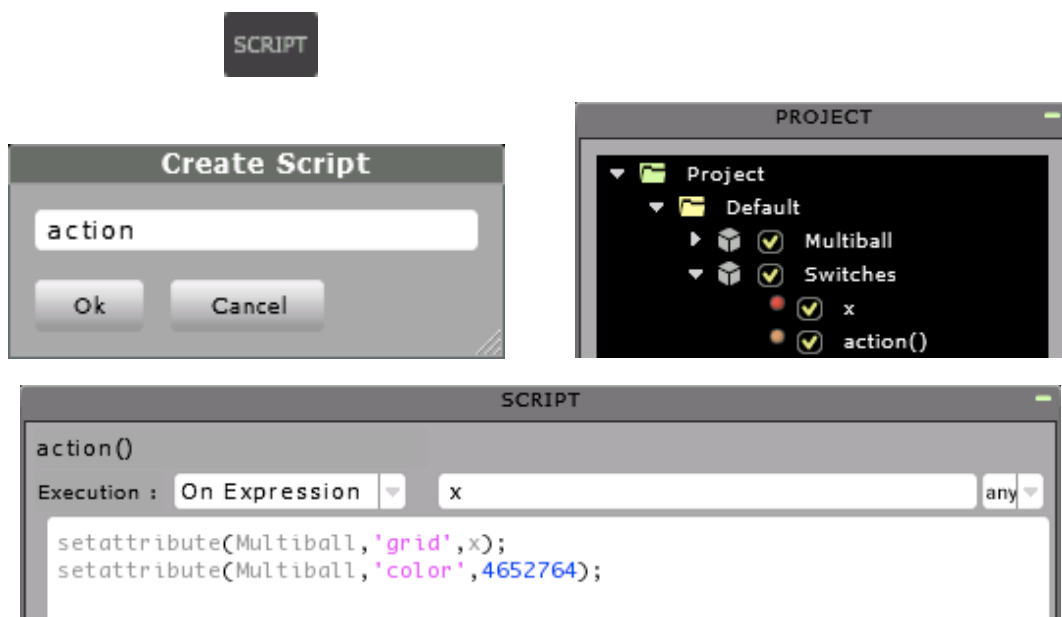 SCRIPT
Create Script
action
Ok Cancel
PROJECT
Project
Default
Multiball
Switches
x
action()
SCRIPT
action()
Execution : On Expression x any
setattribute(Multiball,'grid',x);
setattribute(Multiball,'color',4652764);